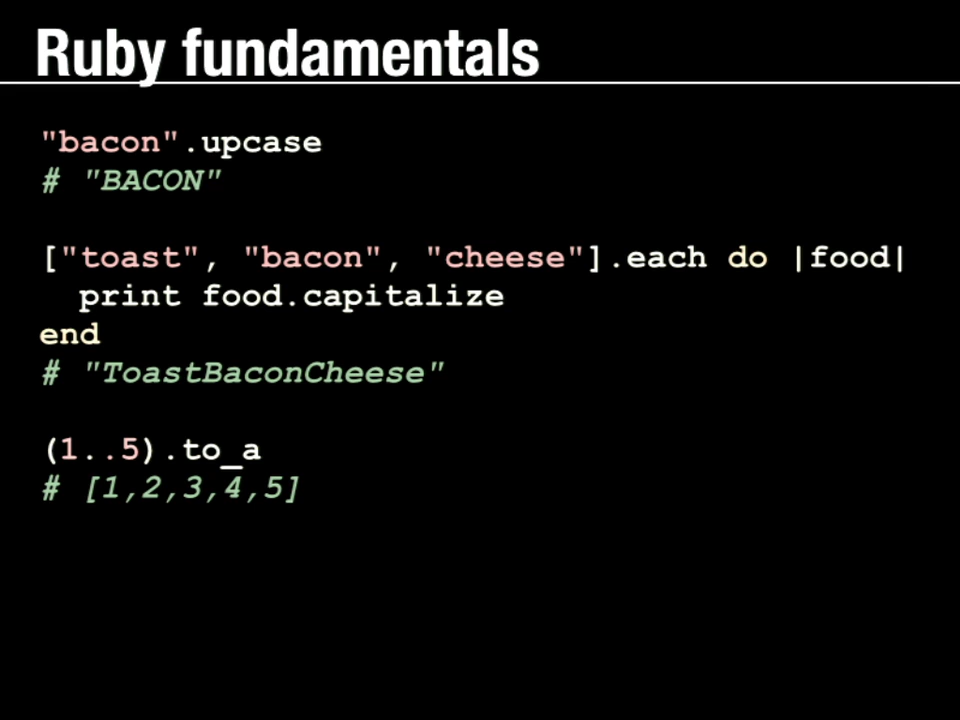 Ruby fundamentals
"bacon".upcase
# "BACON"
["toast", "bacon", "cheese"].each do |food|
  print food.capitalize
end
# "ToastBaconCheese"
(1..5).to_a
# [1,2,3,4,5]